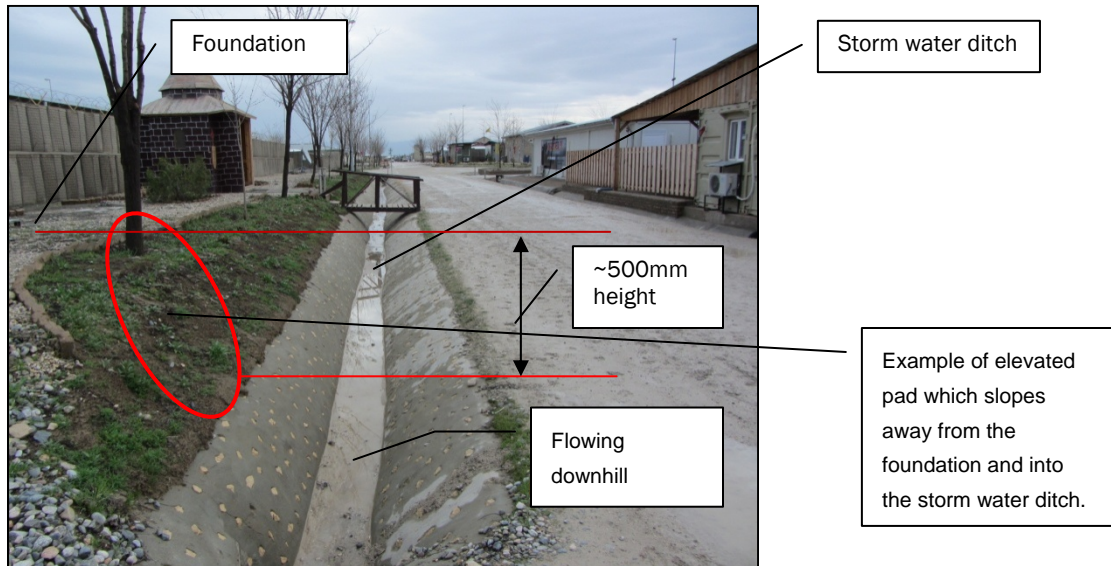 Foundation
Storm water ditch
~500mm
height
Example of elevated
pad which slopes
away from the
foundation and into
the storm water ditch.
Flowing
downhill